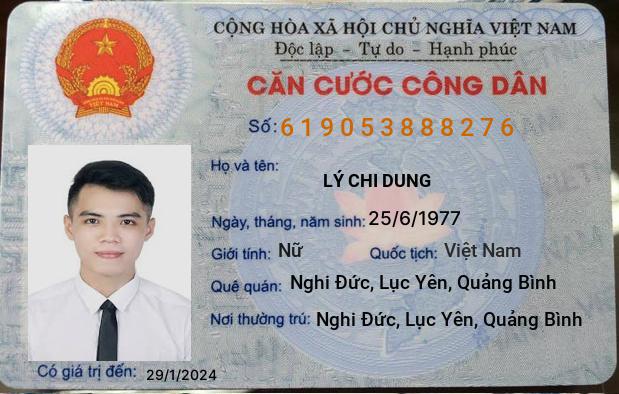 CỘNG HÒA XÃ HỘI CHỦ NGHĨA VIỆT NAM
Độc lập - Tự do - Hạnh phúc
CĂN CƯỚC CÔNG DÂN
Số: 619053888276
Họ và tên:
LÝ CHI DUNG
Ngày, tháng, năm sinh: 25/6/1977
Giới tính: Nữ Quốc tịch: Việt Nam
Quê quán: Nghi Đức, Lục Yên, Quảng Bình
Nơi thường trú: Nghi Đức, Lục Yên, Quảng Bình
Có giá trị đến: 29/1/2024
VIỆT NAM